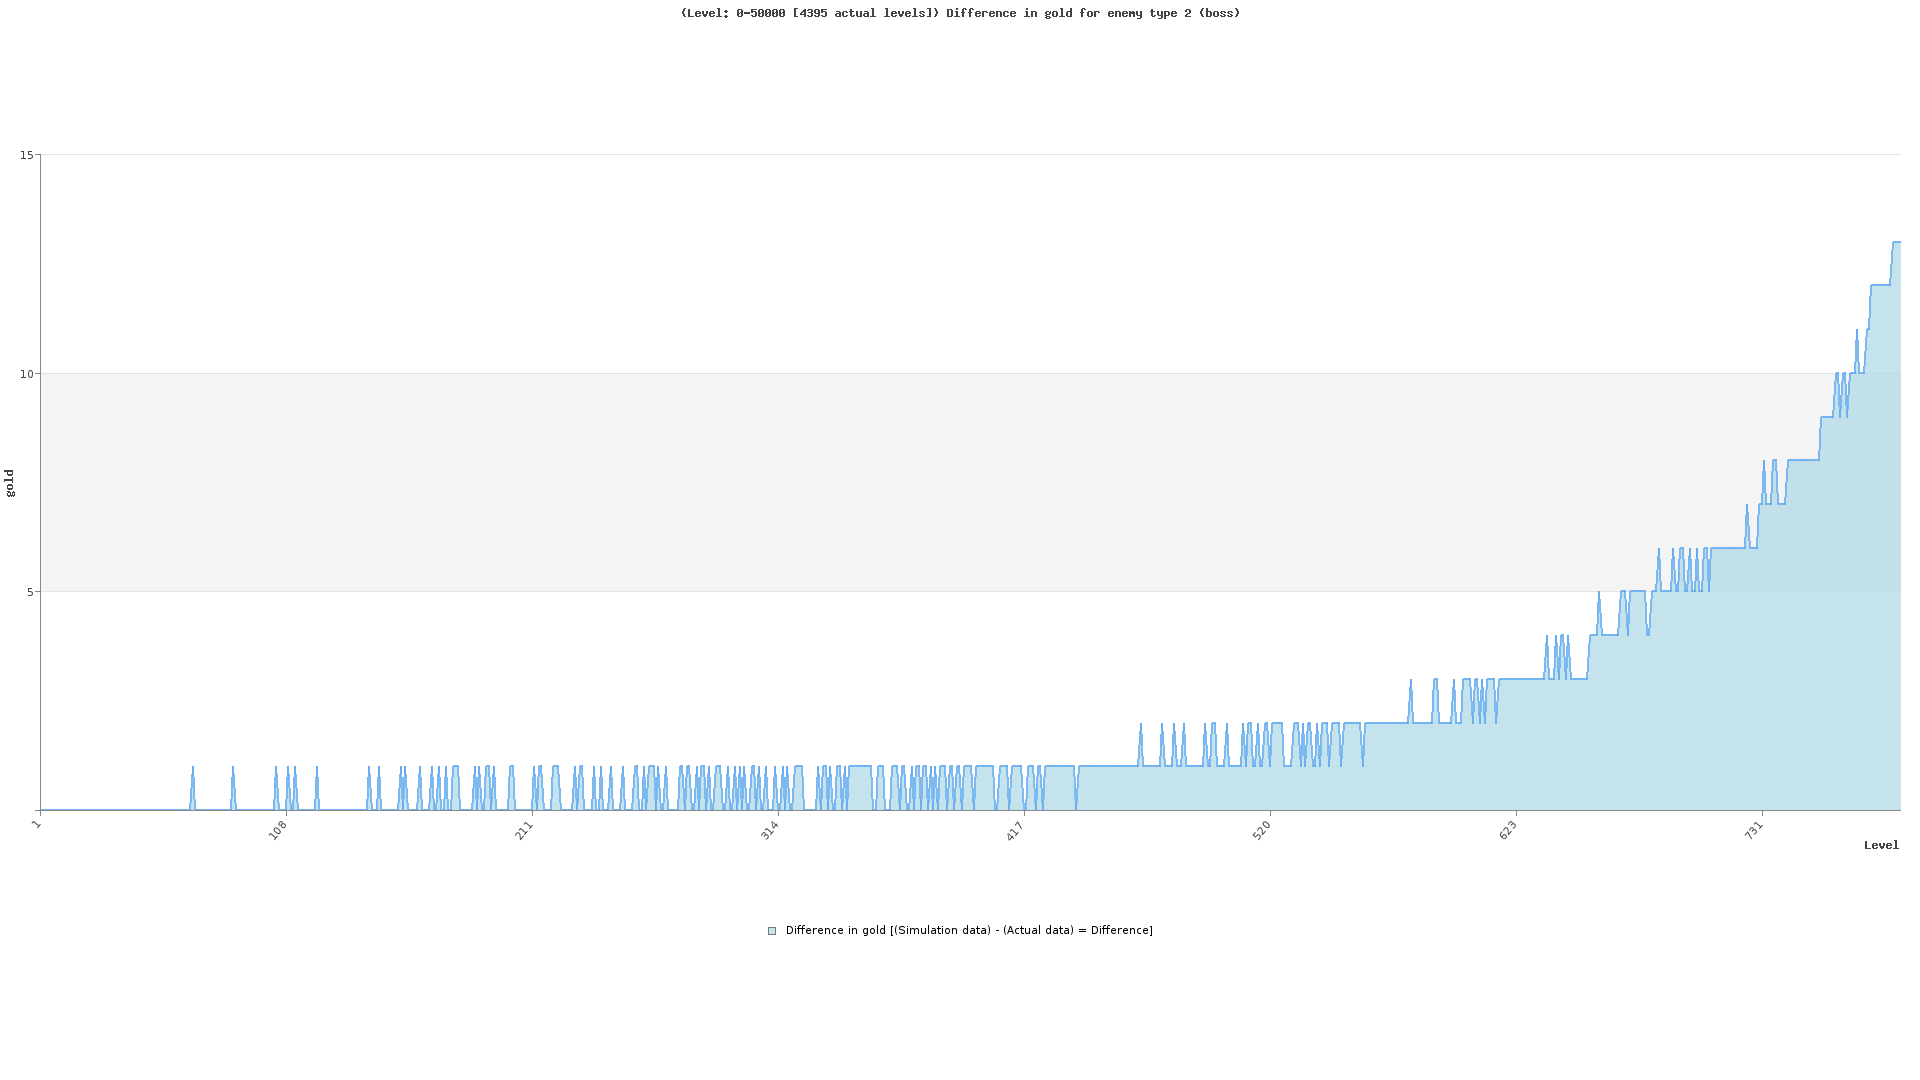 (Level: 0-50000 [4395 actual levels]) Difference in gold for enemy type 2 (boss)
15
10
5
gold
1
108
211
314
417
520
623
731
Level
Difference in gold [(Simulation data) - (Actual data) = Difference]